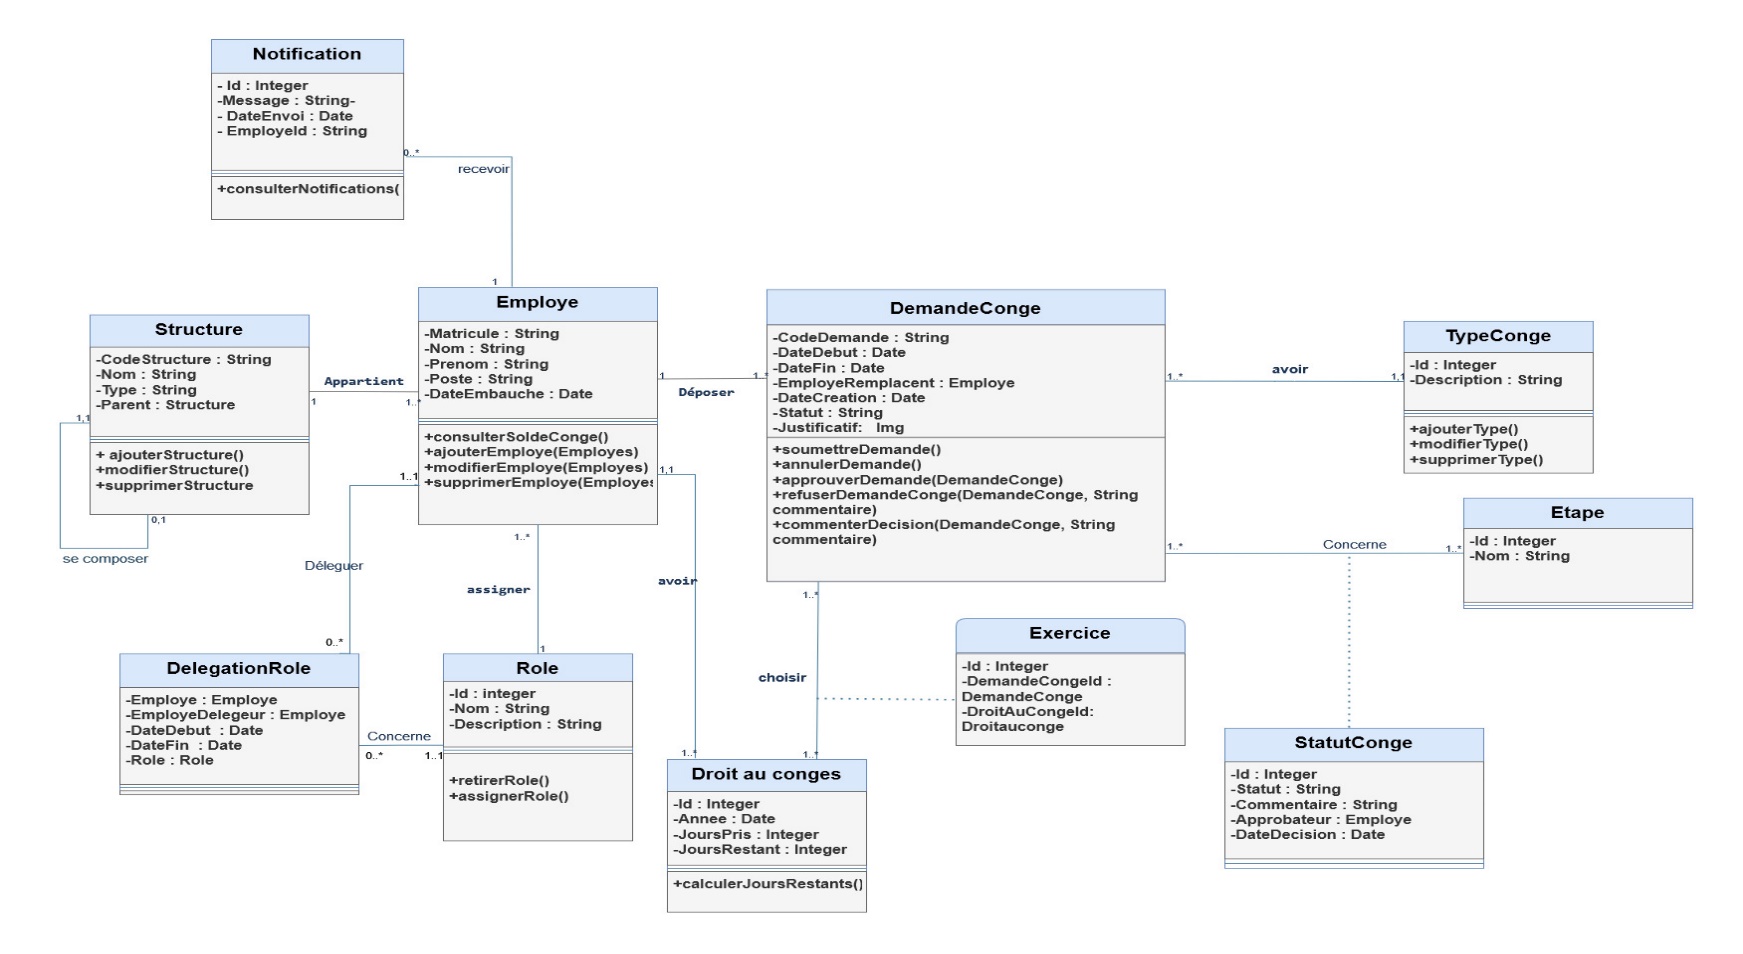 Notification
- Id : Integer
-Message : String-
- DateEnvoi : Date
- EmployeId : String
+consulterNotifications(
0..*
recevoir
1
Structure
-CodeStructure : String
-Nom : String
-Type : String
-Parent : Structure
+ ajouterStructure()
+modifierStructure()
+supprimerStructure
1,1
0,1
se composer
Appartient
1
1..*
Employe
-Matricule : String
-Nom : String
-Prenom : String
-Poste : String
-DateEmbauche : Date
+consulterSoldeConge()
+ajouterEmploye(Employes)
+modifierEmploye(Employes)
+supprimerEmploye(Employes
1
1..*
Déposer
DemandeConge
-CodeDemande : String
-DateDebut : Date
-DateFin : Date
-EmployeRemplacent : Employe
-DateCreation : Date
-Statut : String
-Justificatif: Img
+soumettreDemande()
+annulerDemande()
+approuverDemande(DemandeConge)
+refuserDemandeConge(DemandeConge, String
commentaire)
+commenterDecision(DemandeConge, String
commentaire)
1..*
avoir
1,1
TypeConge
-Id : Integer
-Description : String
+ajouterType()
+modifierType()
+supprimerType()
1..*
Concerne
1..*
Etape
-Id : Integer
-Nom : String
1..1
Déleguer
0..*
1..*
assigner
1
1,1
avoir
1..*
1..*
choisir
1..*
Exercice
-Id : Integer
-DemandeCongeId :
DemandeConge
-DroitAuCongeId:
Droitauconge
DelegationRole
-Employe : Employe
-EmployeDelegeur : Employe
-DateDebut : Date
-DateFin : Date
-Role : Role
Concerne
0..*
1..1
Role
-Id : integer
-Nom : String
-Description : String
+retirerRole()
+assignerRole()
Droit au conges
-Id : Integer
-Annee : Date
-JoursPris : Integer
-JoursRestant : Integer
+calculerJoursRestants()
StatutConge
-Id : Integer
-Statut : String
-Commentaire : String
-Approbateur : Employe
-DateDecision : Date